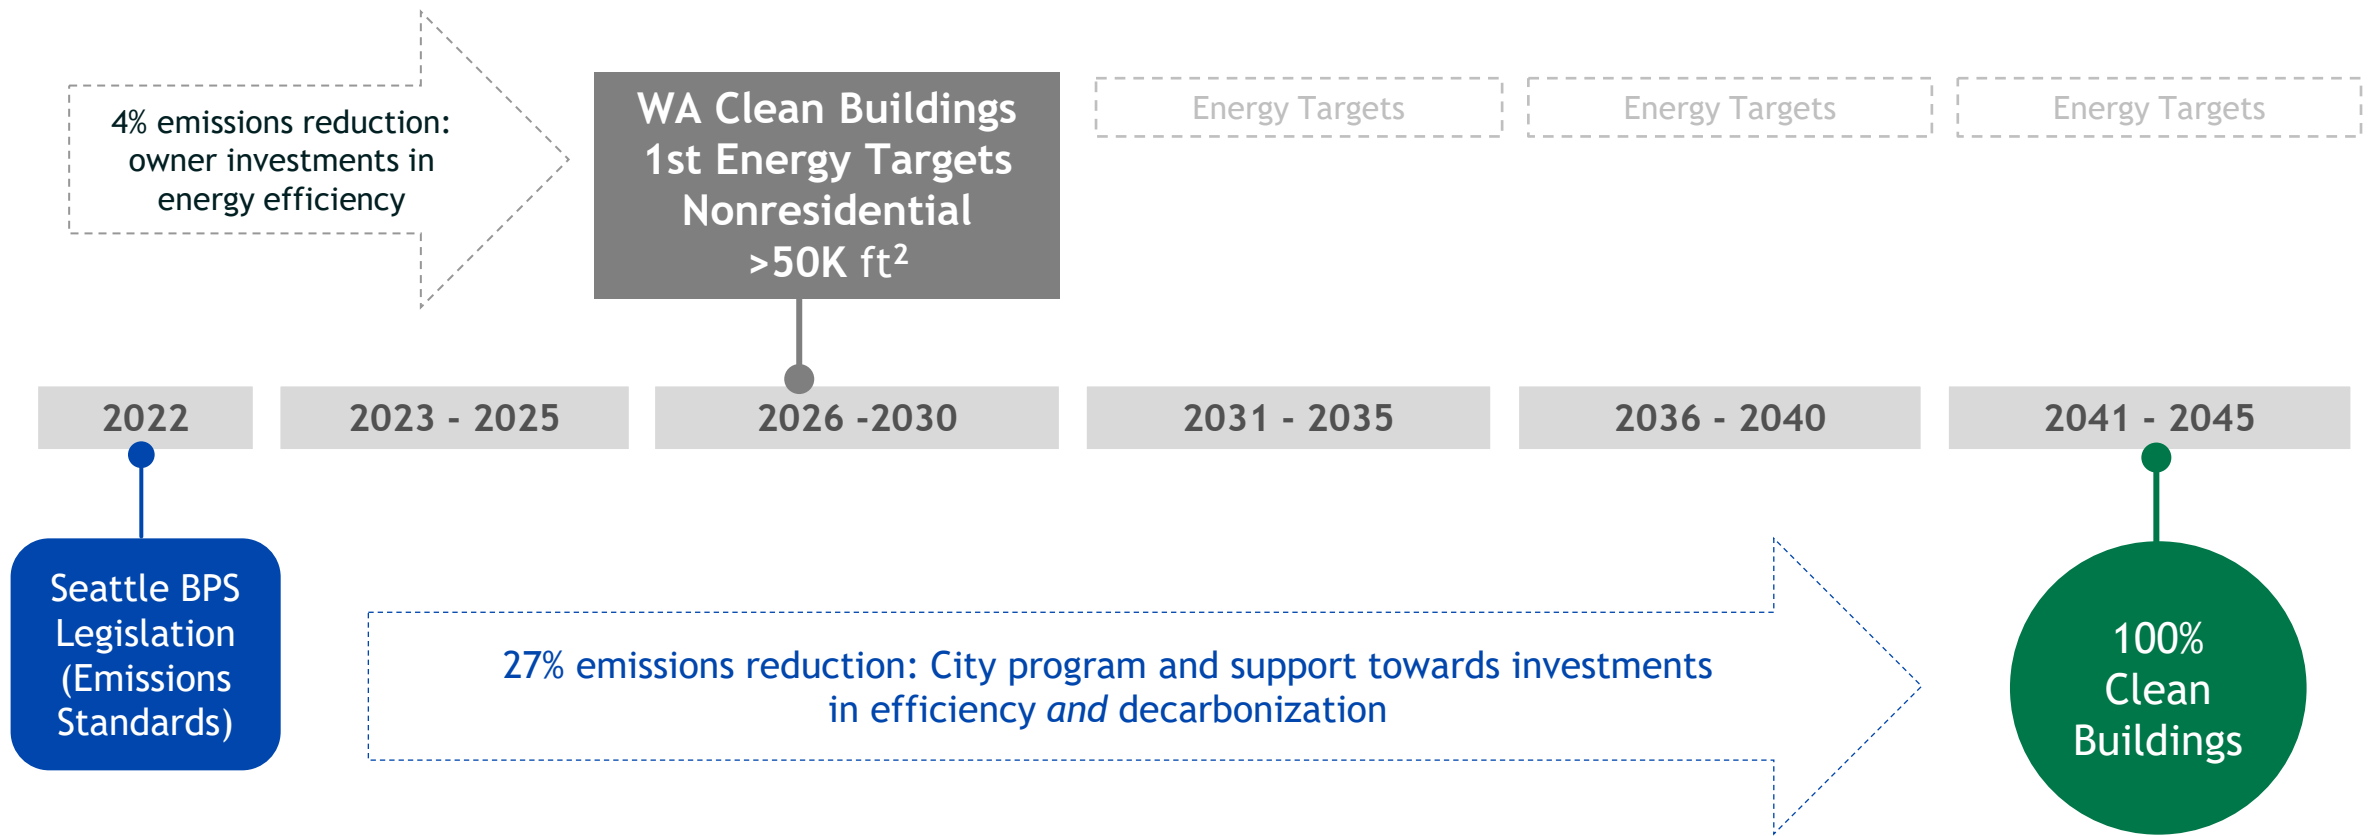 4% emissions reduction:
owner investments in
energy efficiency
WA Clean Buildings
1st Energy Targets
Nonresidential
>50K ft²
Energy Targets
Energy Targets
Energy Targets
2022
2023 - 2025
2026 -2030
2031 - 2035
2036 - 2040
2041 - 2045
Seattle BPS
Legislation
(Emissions
Standards)
27% emissions reduction: City program and support towards investments
in efficiency and decarbonization
100%
Clean
Buildings